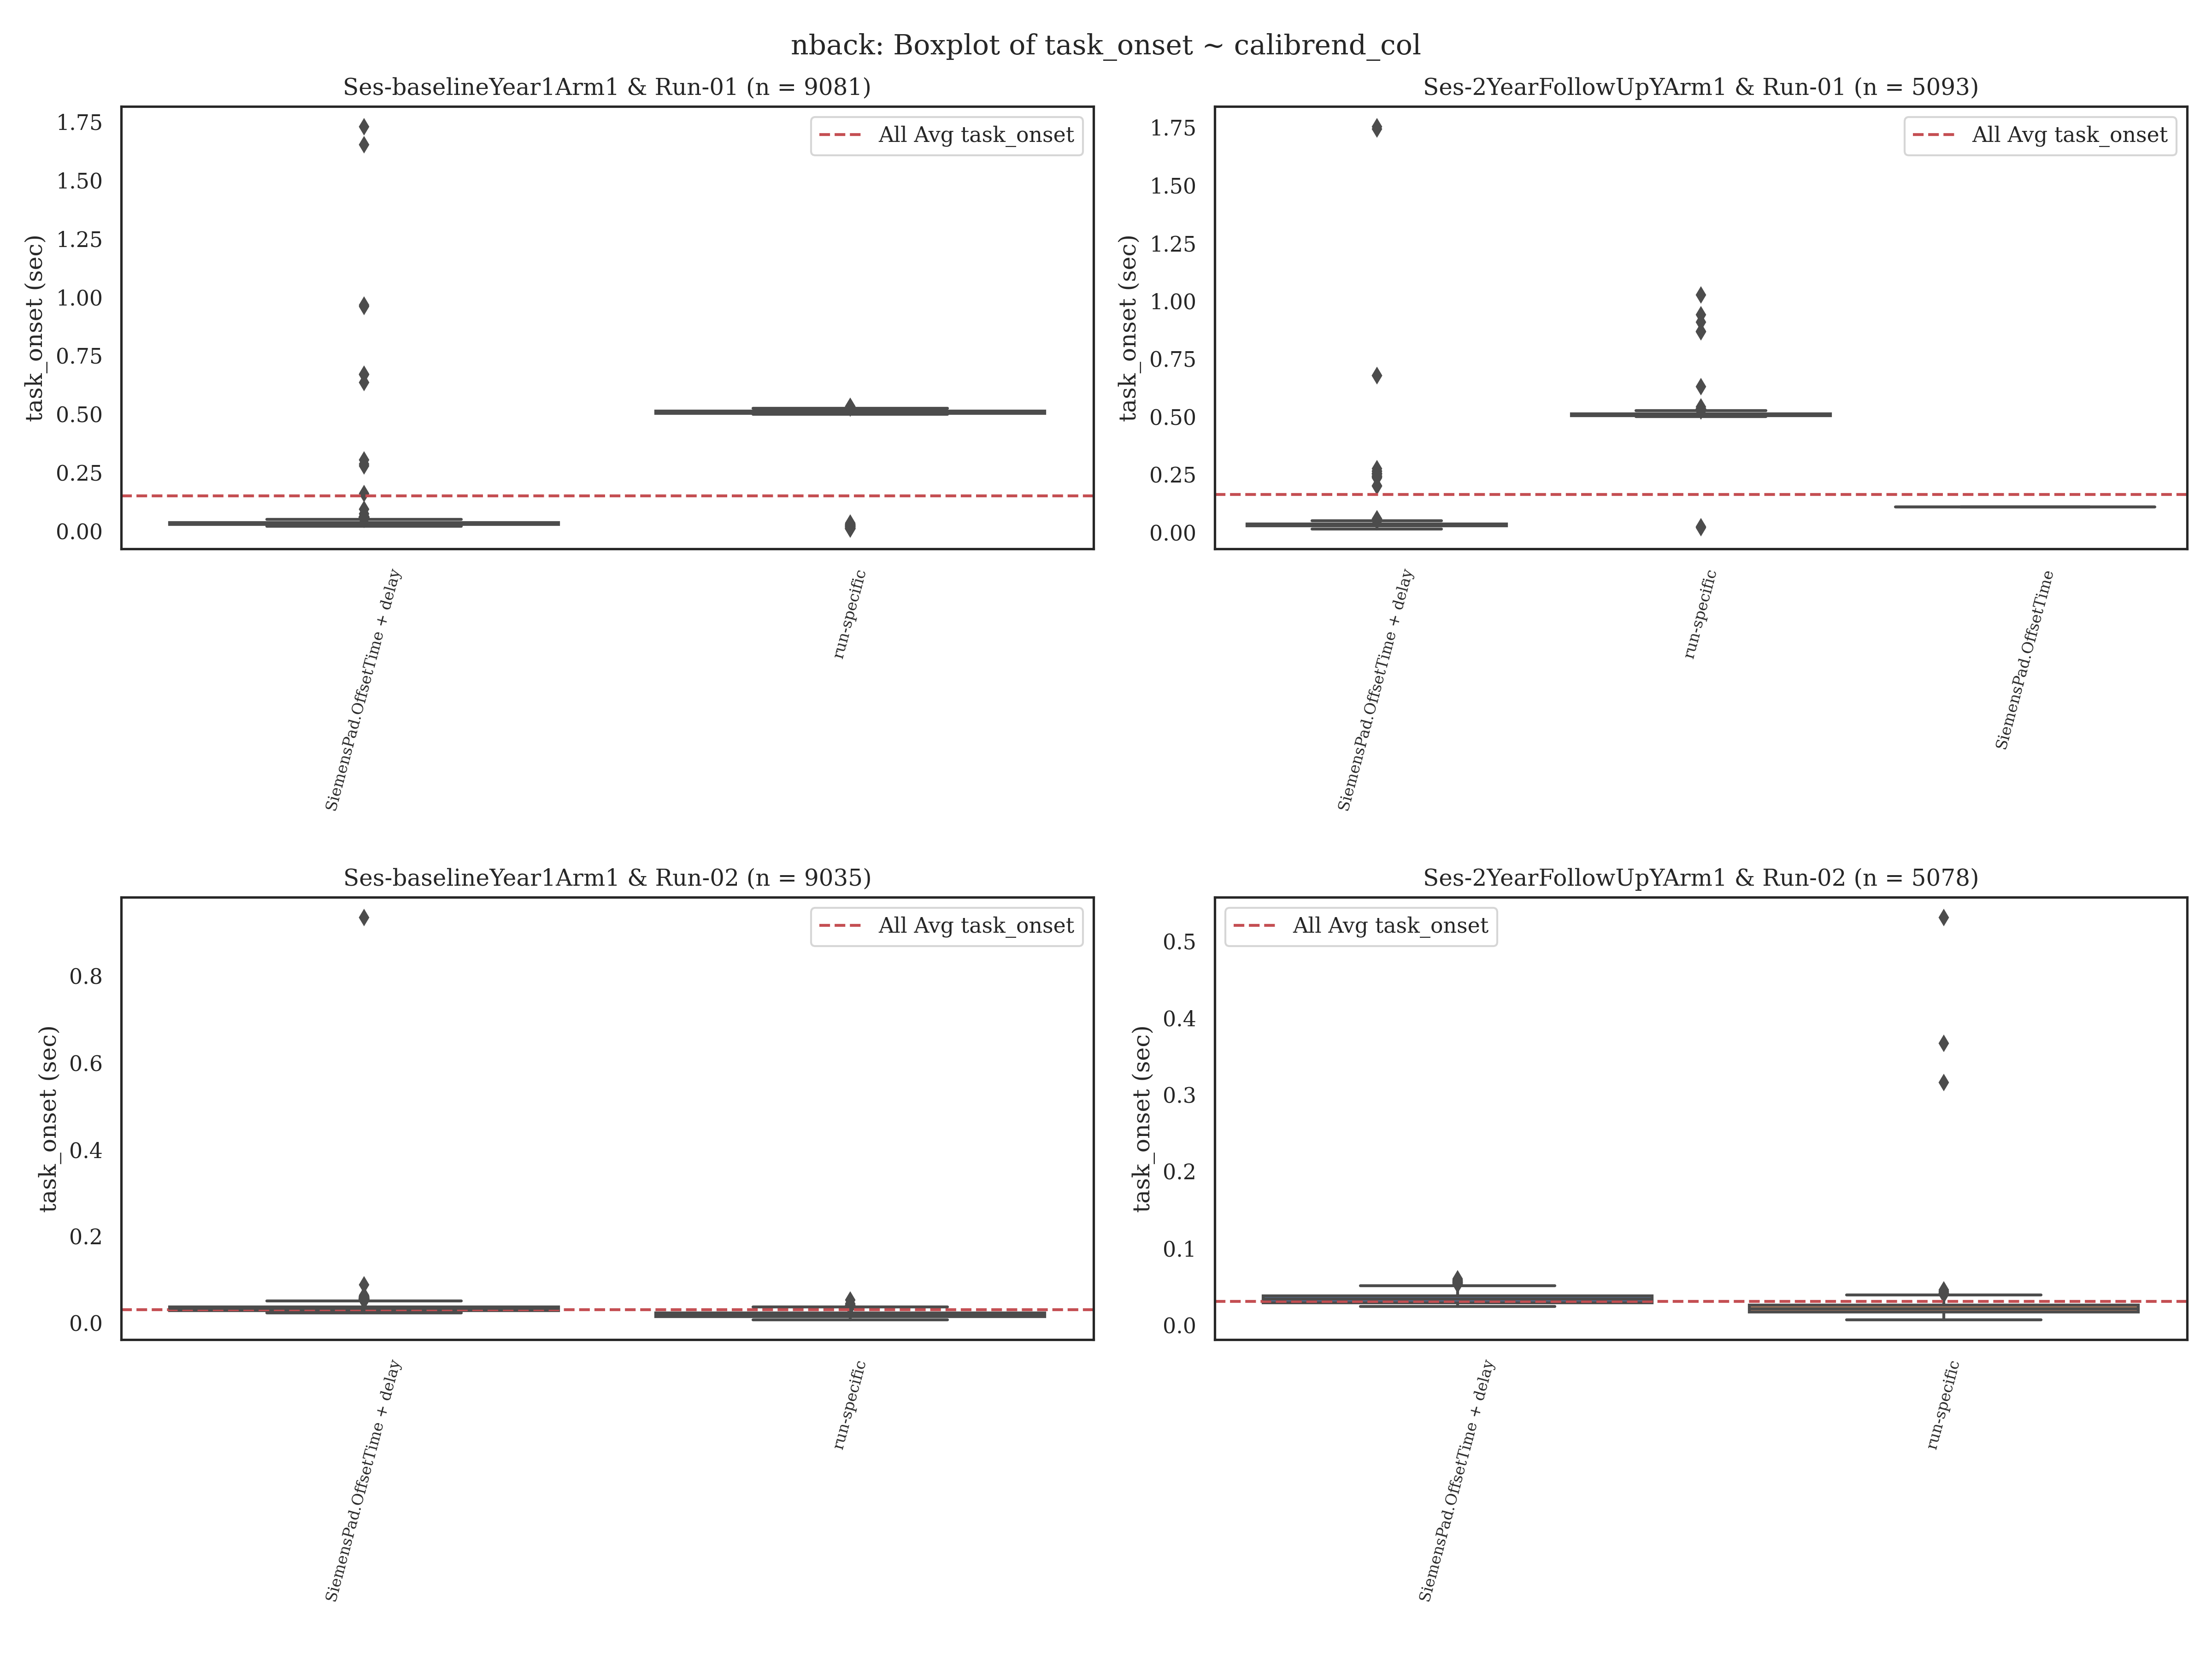 nback: Boxplot of task_onset ~ calibrend_col
Ses-baselineYear1Arm1 & Run-01 (n = 9081)
All Avg task_onset
task_onset (sec)
1.75
1.50
1.25
1.00
0.75
0.50
0.25
0.00
SiemensPad.OffsetTime + delay
run-specific
Ses-2YearFollowUpYArm1 & Run-01 (n = 5093)
All Avg task_onset
task_onset (sec)
1.75
1.50
1.25
1.00
0.75
0.50
0.25
0.00
SiemensPad.OffsetTime + delay
run-specific
SiemensPad.OffsetTime
Ses-baselineYear1Arm1 & Run-02 (n = 9035)
All Avg task_onset
task_onset (sec)
0.8
0.6
0.4
0.2
0.0
SiemensPad.OffsetTime + delay
run-specific
Ses-2YearFollowUpYArm1 & Run-02 (n = 5078)
All Avg task_onset
task_onset (sec)
0.5
0.4
0.3
0.2
0.1
0.0
SiemensPad.OffsetTime + delay
run-specific